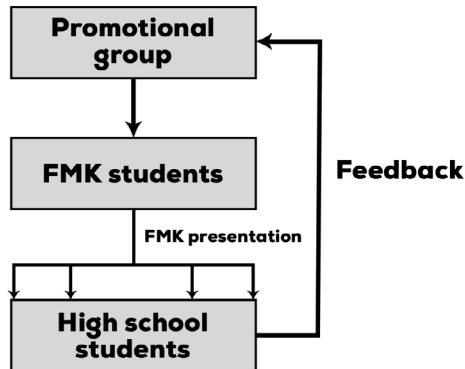 Promotional
group
FMK students
Feedback
FMK presentation
High school
students